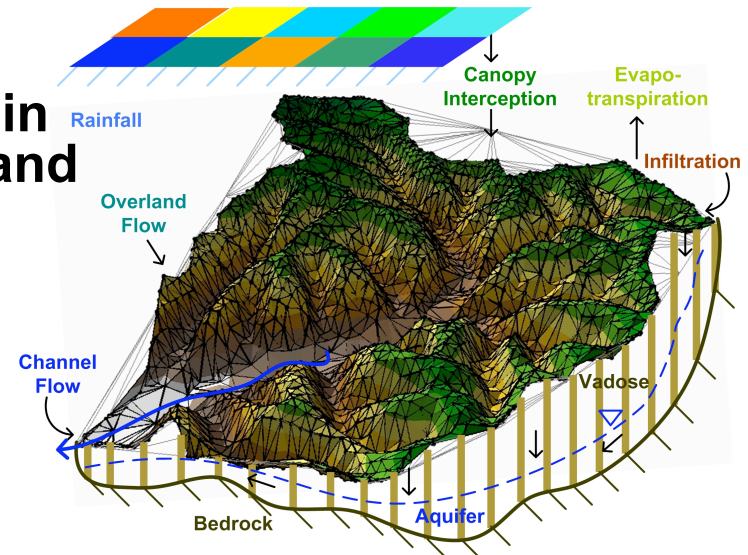 in
and
Rainfall
Canopy
Interception
Evapo-
transpiration
Infiltration
Overland
Flow
Channel
Flow
Vadose
Aquifer
Bedrock